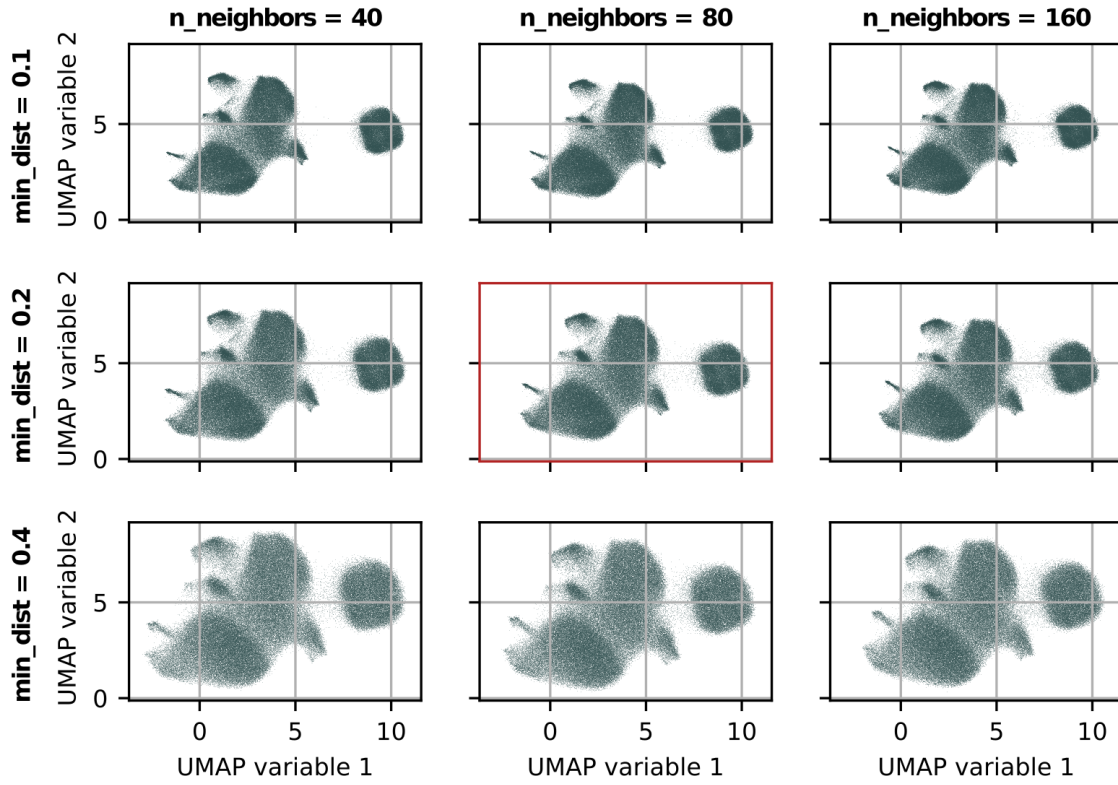 n_neighbors = 40
n_neighbors = 80
n_neighbors = 160
min_dist = 0.1
UMAP variable 2
5
0
min_dist = 0.2
UMAP variable 2
5
0
min_dist = 0.4
UMAP variable 2
5
0
0 5 10
0 5 10
0 5 10
UMAP variable 1
UMAP variable 1
UMAP variable 1